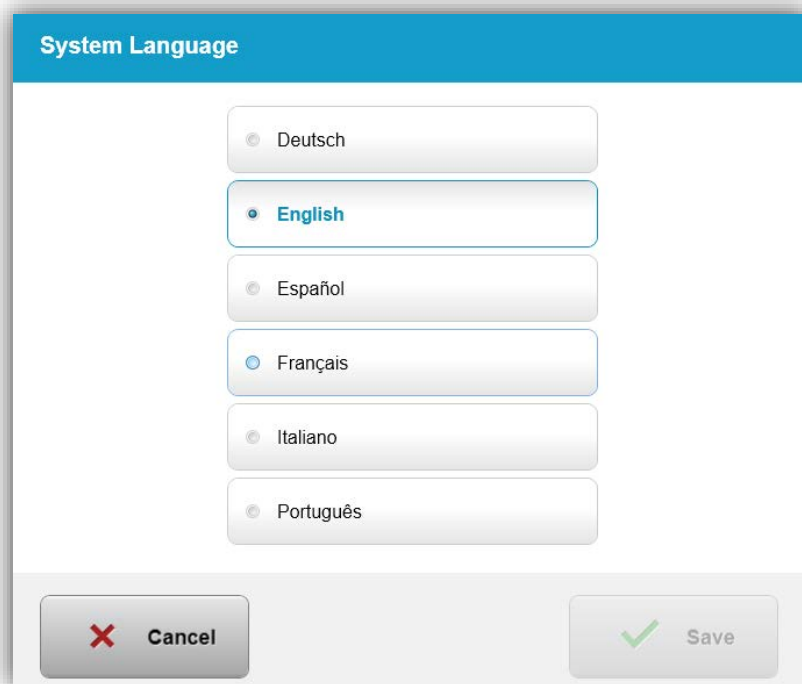 System Language
Deutsch
English
Español
Français
Italiano
Português
Cancel
Save